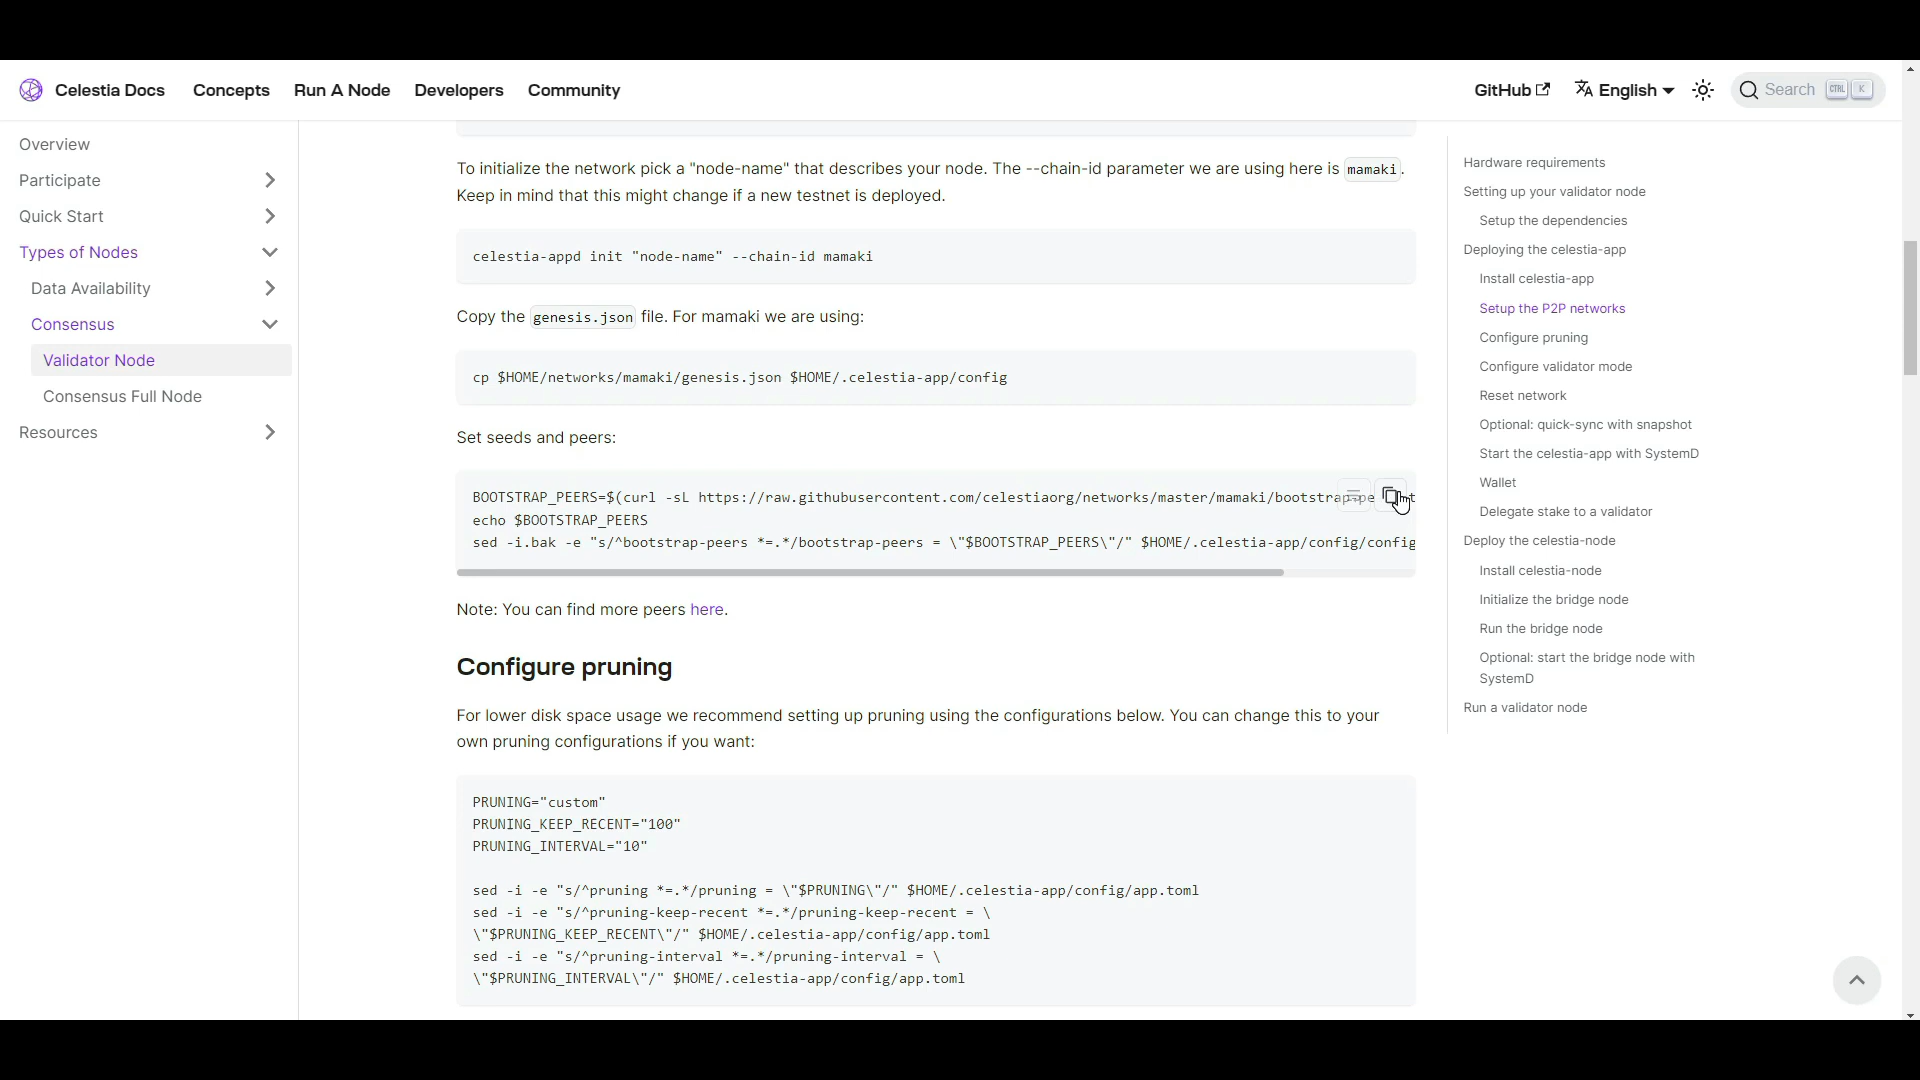 Celestia Docs
Concepts
Run A Node
Developers
Community
GitHub
English
Search
CTRL
K
Overview
Participate
Quick Start
Types of Nodes
Data Availability
Consensus
Validator Node
Consensus Full Node
Resources
To initialize the network pick a "node-name" that describes your node. The --chain-id parameter we are using here is mamaki.
Keep in mind that this might change if a new testnet is deployed.
celestia-appd init "node-name" --chain-id mamaki
Copy the genesis.json file. For mamaki we are using:
cp $HOME/networks/mamaki/genesis.json $HOME/.celestia-app/config
Set seeds and peers:
BOOTSTRAP_PEERS=$(curl -sL https://raw.githubusercontent.com/celestiaorg/networks/master/mamaki/bootstrap-pe
echo $BOOTSTRAP_PEERS
sed -i.bak -e "s/^bootstrap-peers *=.*/bootstrap-peers = \"$BOOTSTRAP_PEERS\"/" $HOME/.celestia-app/config/config
Note: You can find more peers here.
Configure pruning
For lower disk space usage we recommend setting up pruning using the configurations below. You can change this to your
own pruning configurations if you want:
PRUNING="custom"
PRUNING_KEEP_RECENT="100"
PRUNING_INTERVAL="10"
sed -i -e "s/^pruning *=.*/pruning = \"$PRUNING\"/" $HOME/.celestia-app/config/app.toml
sed -i -e "s/^pruning-keep-recent *=.*/pruning-keep-recent = \
\"$PRUNING_KEEP_RECENT\"/" $HOME/.celestia-app/config/app.toml
sed -i -e "s/^pruning-interval *=.*/pruning-interval = \
\"$PRUNING_INTERVAL\"/" $HOME/.celestia-app/config/app.toml
Hardware requirements
Setting up your validator node
Setup the dependencies
Deploying the celestia-app
Install celestia-app
Setup the P2P networks
Configure pruning
Configure validator mode
Reset network
Optional: quick-sync with snapshot
Start the celestia-app with SystemD
Wallet
Delegate stake to a validator
Deploy the celestia-node
Install celestia-node
Initialize the bridge node
Run the bridge node
Optional: start the bridge node with
SystemD
Run a validator node